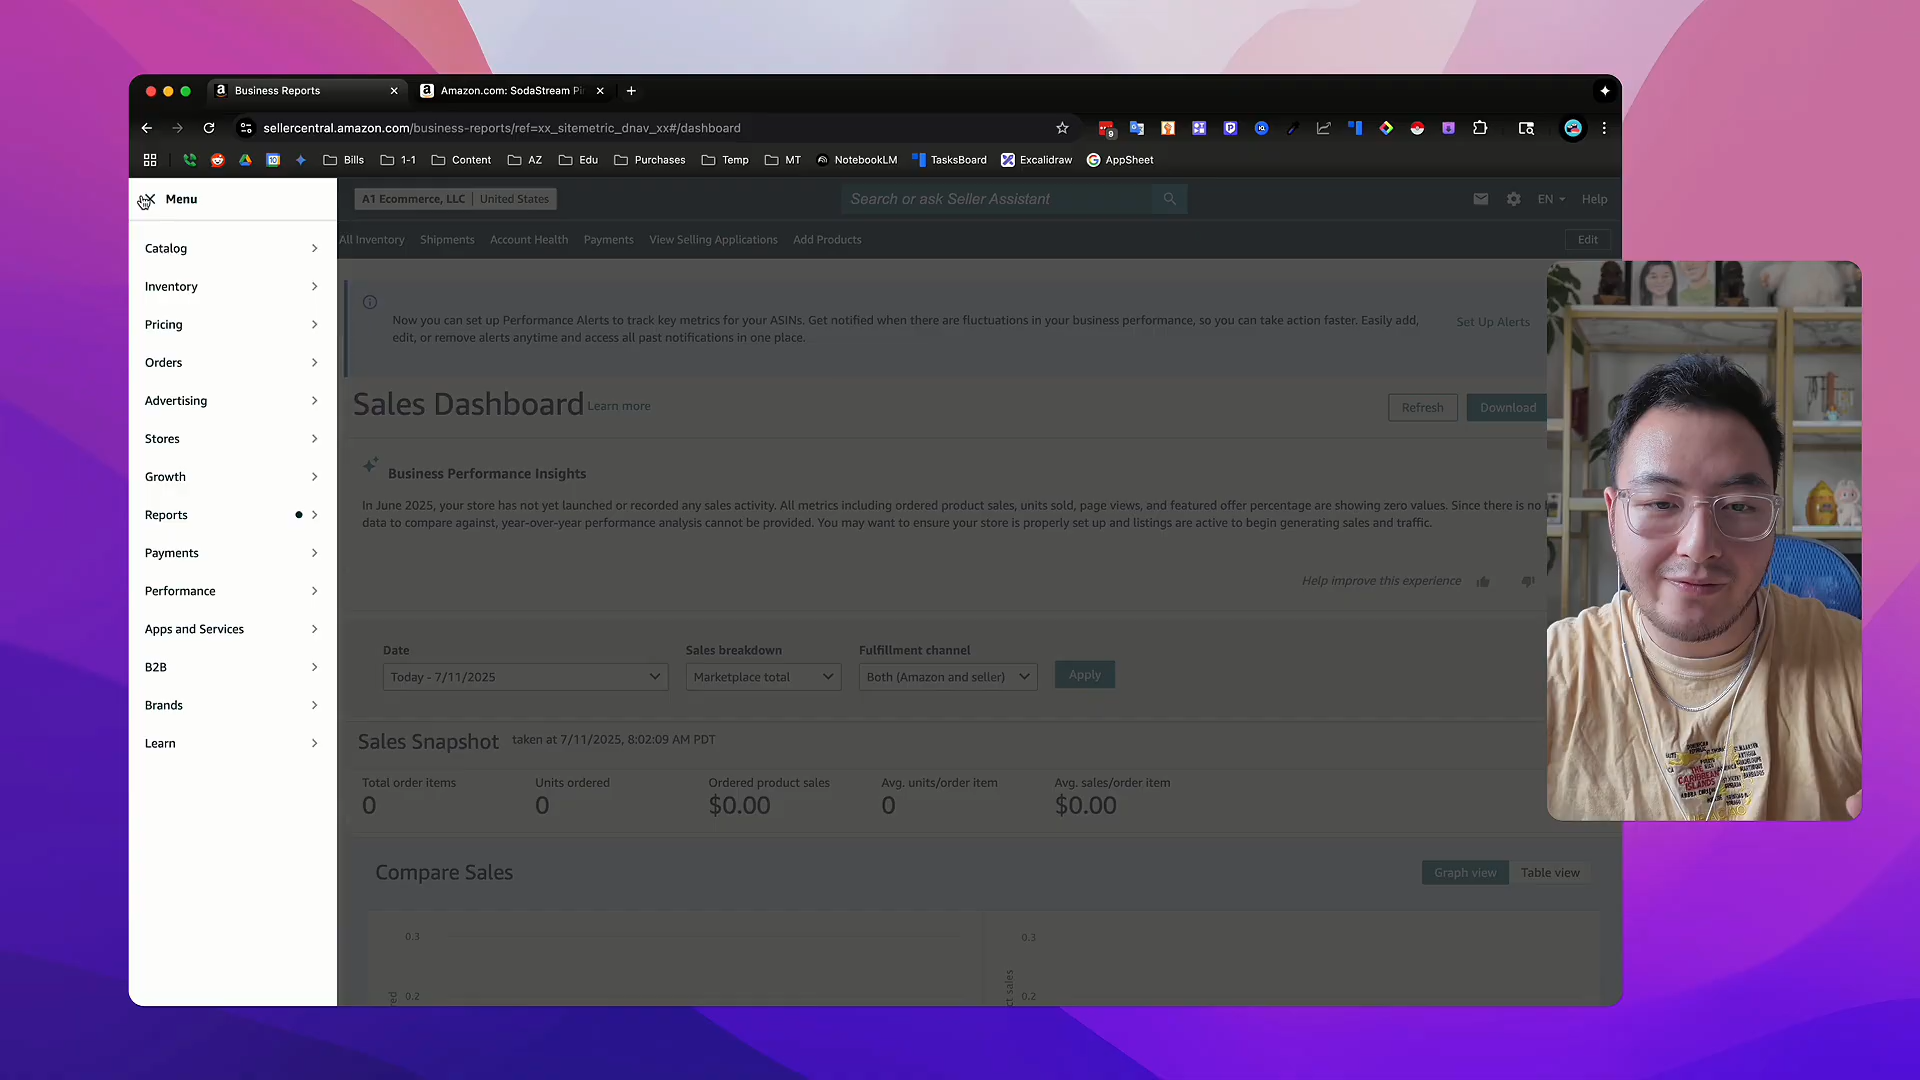 Business Reports
Amazon.com: SodaStream Pi
sellercentral.amazon.com/business-reports/ref=xx_sitemetric_dnav_xx#/dashboard
9
Bills
1-1
Content
AZ
Edu
Purchases
Temp
MT
NotebookLM
TasksBoard
Excalidraw
AppSheet
Menu
A1 Ecommerce, LLC | United States
Search or ask Seller Assistant
EN
Help
All Inventory
Shipments
Account Health
Payments
View Selling Applications
Add Products
Edit
Catalog
Inventory
Pricing
Orders
Advertising
Stores
Growth
Reports
Payments
Performance
Apps and Services
B2B
Brands
Learn
Now you can set up Performance Alerts to track key metrics for your ASINs. Get notified when there are fluctuations in your business performance, so you can take action faster. Easily add,
edit, or remove alerts anytime and access all past notifications in one place.
Set Up Alerts
Sales Dashboard
Learn more
Refresh
Download
Business Performance Insights
In June 2025, your store has not yet launched or recorded any sales activity. All metrics including ordered product sales, units sold, page views, and featured offer percentage are showing zero values. Since there is no
data to compare against, year-over-year performance analysis cannot be provided. You may want to ensure your store is properly set up and listings are active to begin generating sales and traffic.
Help improve this experience
Date
Sales breakdown
Fulfillment channel
Today - 7/11/2025
Marketplace total
Both (Amazon and seller)
Apply
Sales Snapshot
taken at 7/11/2025, 8:02:09 AM PDT
Total order items
Units ordered
Ordered product sales
Avg. units/order item
Avg. sales/order item
0
0
$0.00
0
$0.00
Compare Sales
Graph view
Table view
0.3
0.3
0.2
0.2
THE
CARIBBEAN
ISLANDS